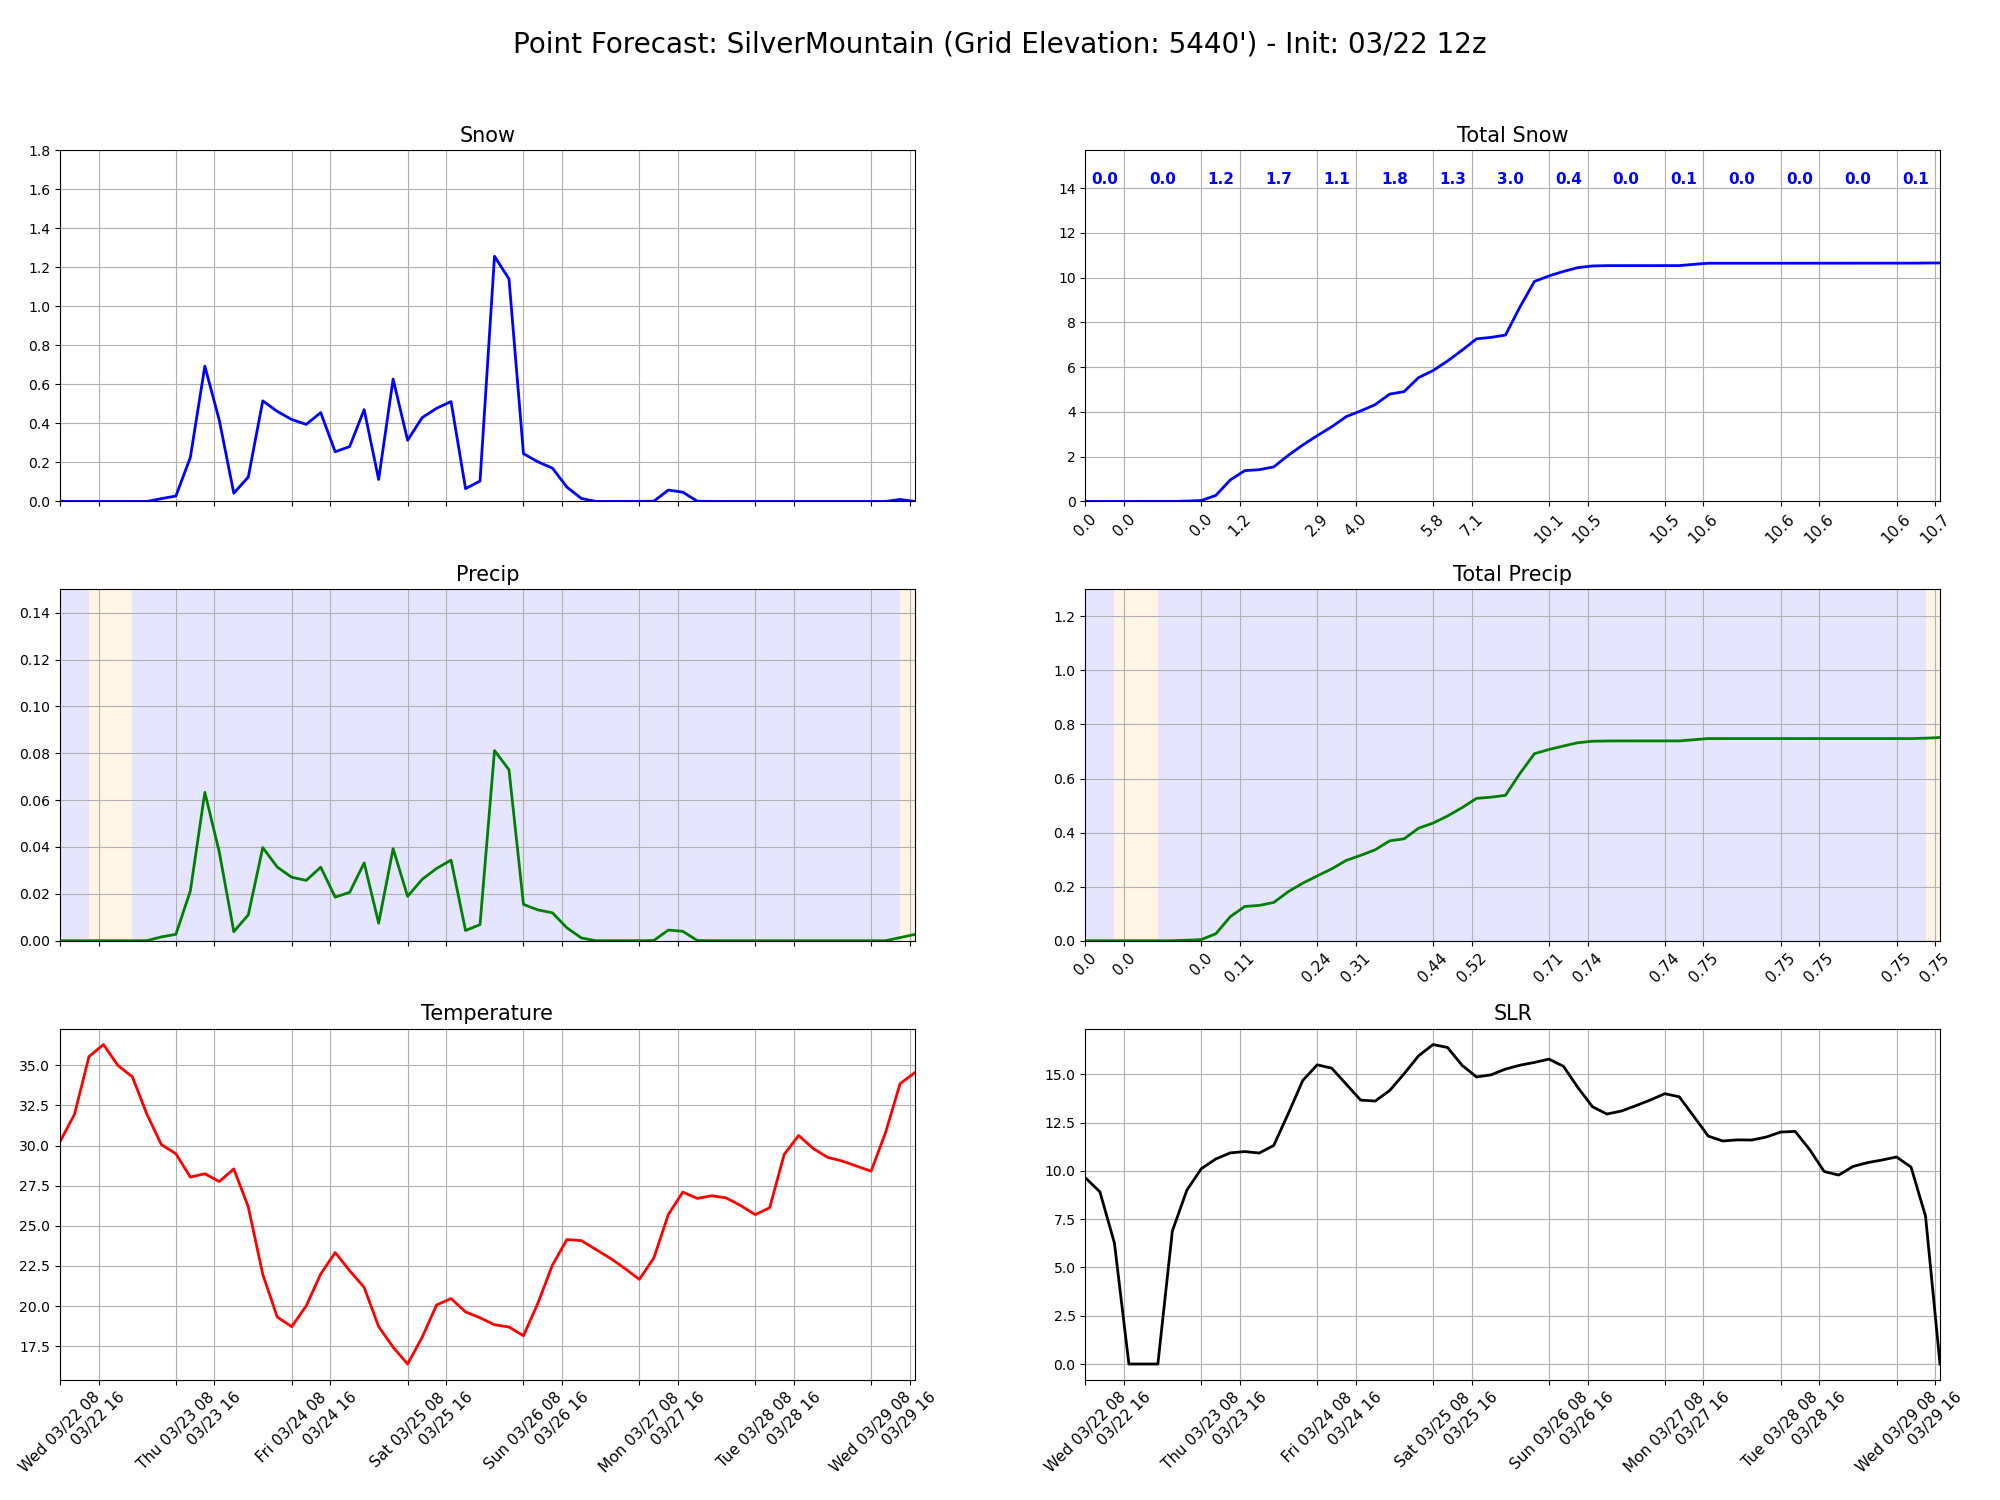 Point Forecast: SilverMountain (Grid Elevation: 5440') - Init: 03/22 12z
Snow
1.8
1.6
1.4
1.2
1.0
0.8
0.6
0.4
0.2
0.0
Total Snow
0.0 0.0 1.2 1.7 1.1 1.8 1.3 3.0 0.4 0.0 0.1 0.0 0.0 0.0 0.1
14
12
10
8
6
4
2
0
0.0 0.0 0.0 1.2 2.9 4.0 5.8 7.1 10.1 10.5 10.5 10.6 10.6 10.6 10.6 10.7
Precip
0.14
0.12
0.10
0.08
0.06
0.04
0.02
0.00
Total Precip
1.2
1.0
0.8
0.6
0.4
0.2
0.0
0.0 0.0 0.0 0.11 0.24 0.31 0.44 0.52 0.71 0.74 0.74 0.75 0.75 0.75 0.75 0.75
Temperature
35.0
32.5
30.0
27.5
25.0
22.5
20.0
17.5
Wed 03/22 08
03/22 16
Thu 03/23 08
03/23 16
Fri 03/24 08
03/24 16
Sat 03/25 08
03/25 16
Sun 03/26 08
03/26 16
Mon 03/27 08
03/27 16
Tue 03/28 08
03/28 16
Wed 03/29 08
03/29 16
SLR
15.0
12.5
10.0
7.5
5.0
2.5
0.0
Wed 03/22 08
03/22 16
Thu 03/23 08
03/23 16
Fri 03/24 08
03/24 16
Sat 03/25 08
03/25 16
Sun 03/26 08
03/26 16
Mon 03/27 08
03/27 16
Tue 03/28 08
03/28 16
Wed 03/29 08
03/29 16